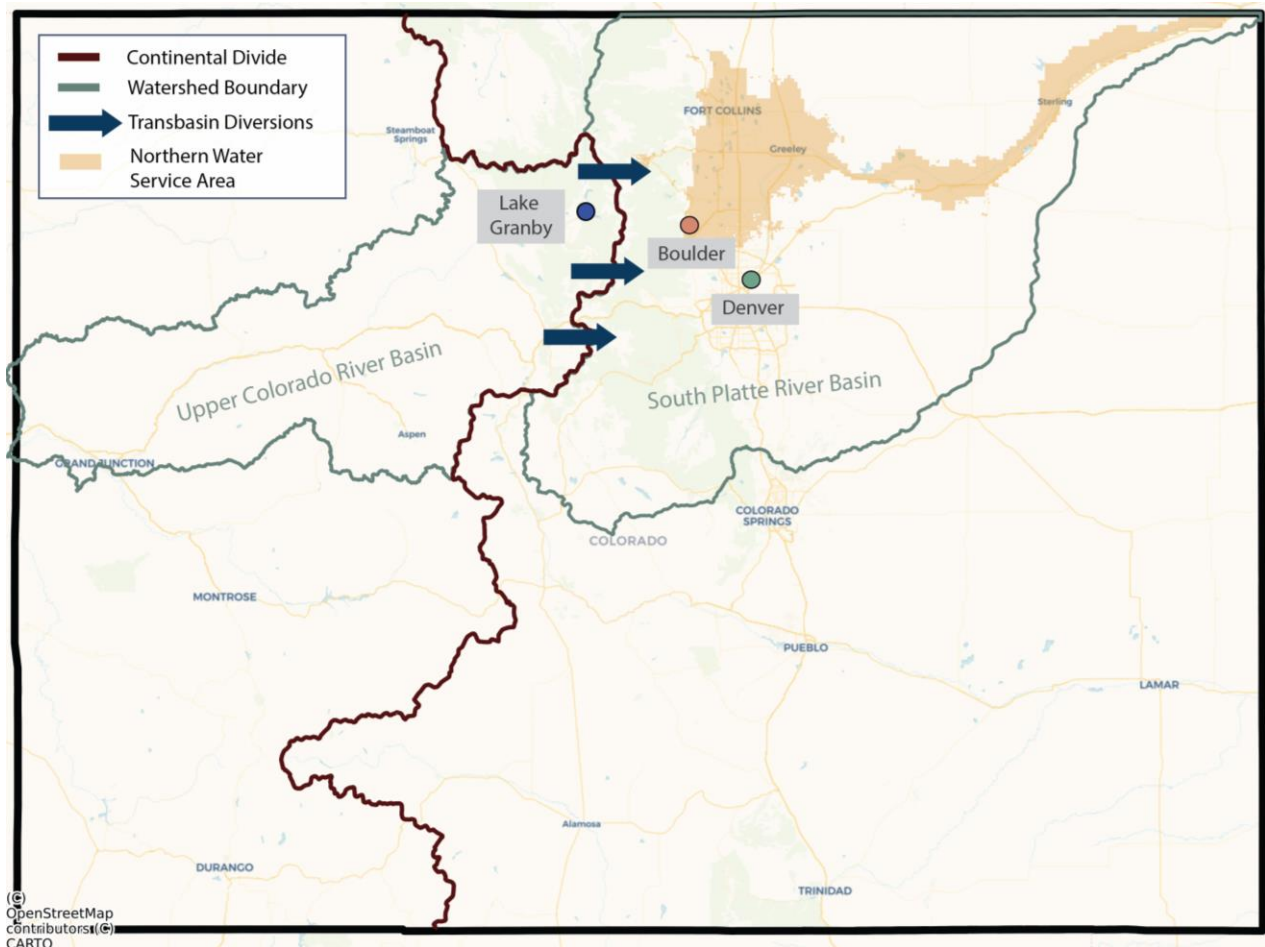 Continental Divide
Watershed Boundary
Transbasin Diversions
Northern Water
Service Area
Steamboat
Springs
FORT COLLINS
Sterling
Greeley
Lake
Granby
Boulder
Denver
Upper Colorado River Basin
South Platte River Basin
Aspen
GRAND JUNCTION
COLORADO
SPRINGS
COLORADO
MONTROSE
PUEBLO
LAMAR
Alamosa
DURANGO
TRINIDAD
(C)
OpenStreetMap
contributors (C)
CARTO